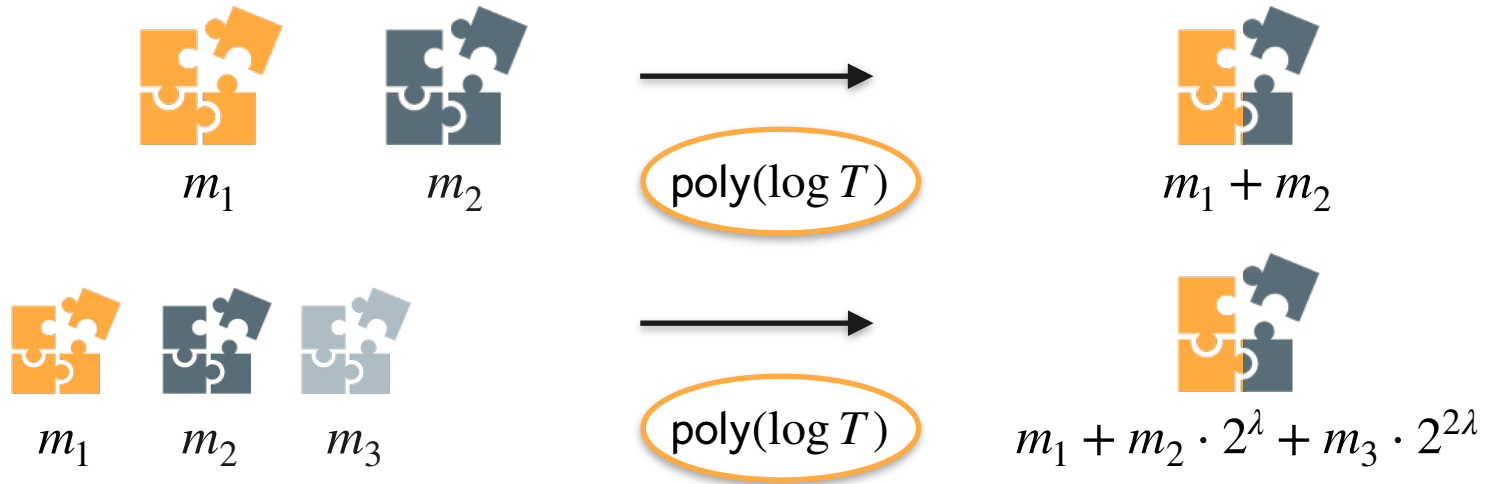 m₁ m₂ poly(log T) m₁ + m₂
m₁ m₂ m₃ poly(log T) m₁ + m₂ · 2^λ + m₃ · 2^{2λ}